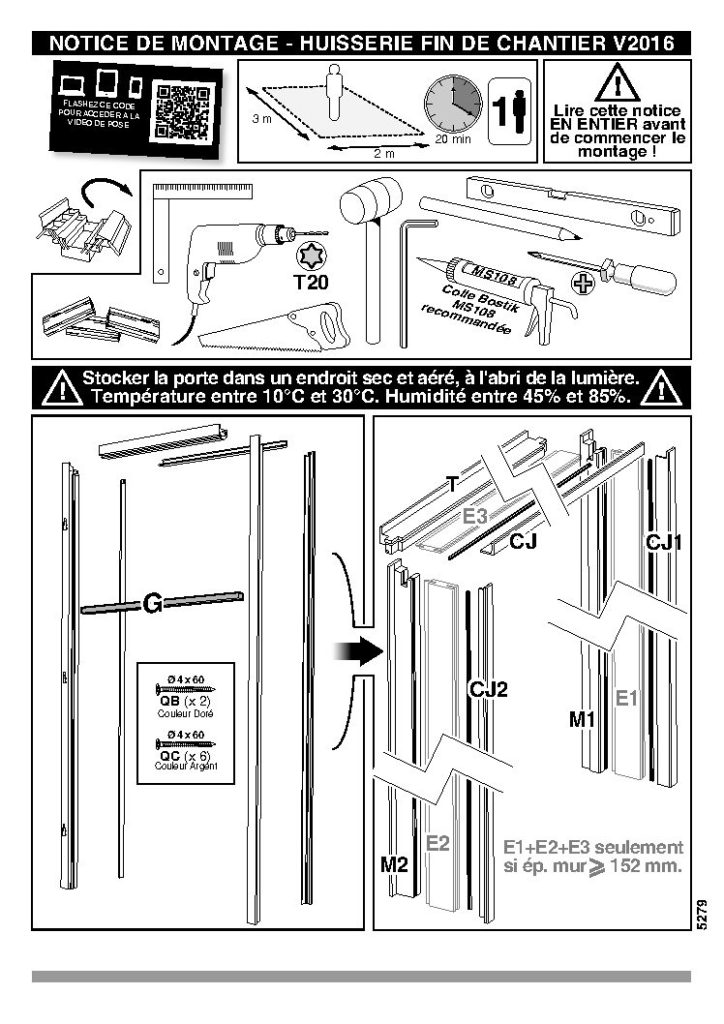 NOTICE DE MONTAGE - HUISSERIE FIN DE CHANTIER V2016
FLASHEZ CE CODE
POUR ACCEDER A LA
VIDEO DE POSE
3 m
2 m
20 min
1
Lire cette notice
EN ENTIER avant
de commencer le
montage !
T20
MS108
Colle Bostik
MS108
recommandée
Stocker la porte dans un endroit sec et aéré, à l'abri de la lumière.
Température entre 10°C et 30°C. Humidité entre 45% et 85%.
G
Ø 4 x 60
QB (x 2)
Couleur Doré
Ø 4 x 60
QC (x 6)
Couleur Argent
T
E3
CJ
CJ1
CJ2
M1
E1
M2
E2
E1+E2+E3 seulement
si ép. mur ⩾ 152 mm.
5279